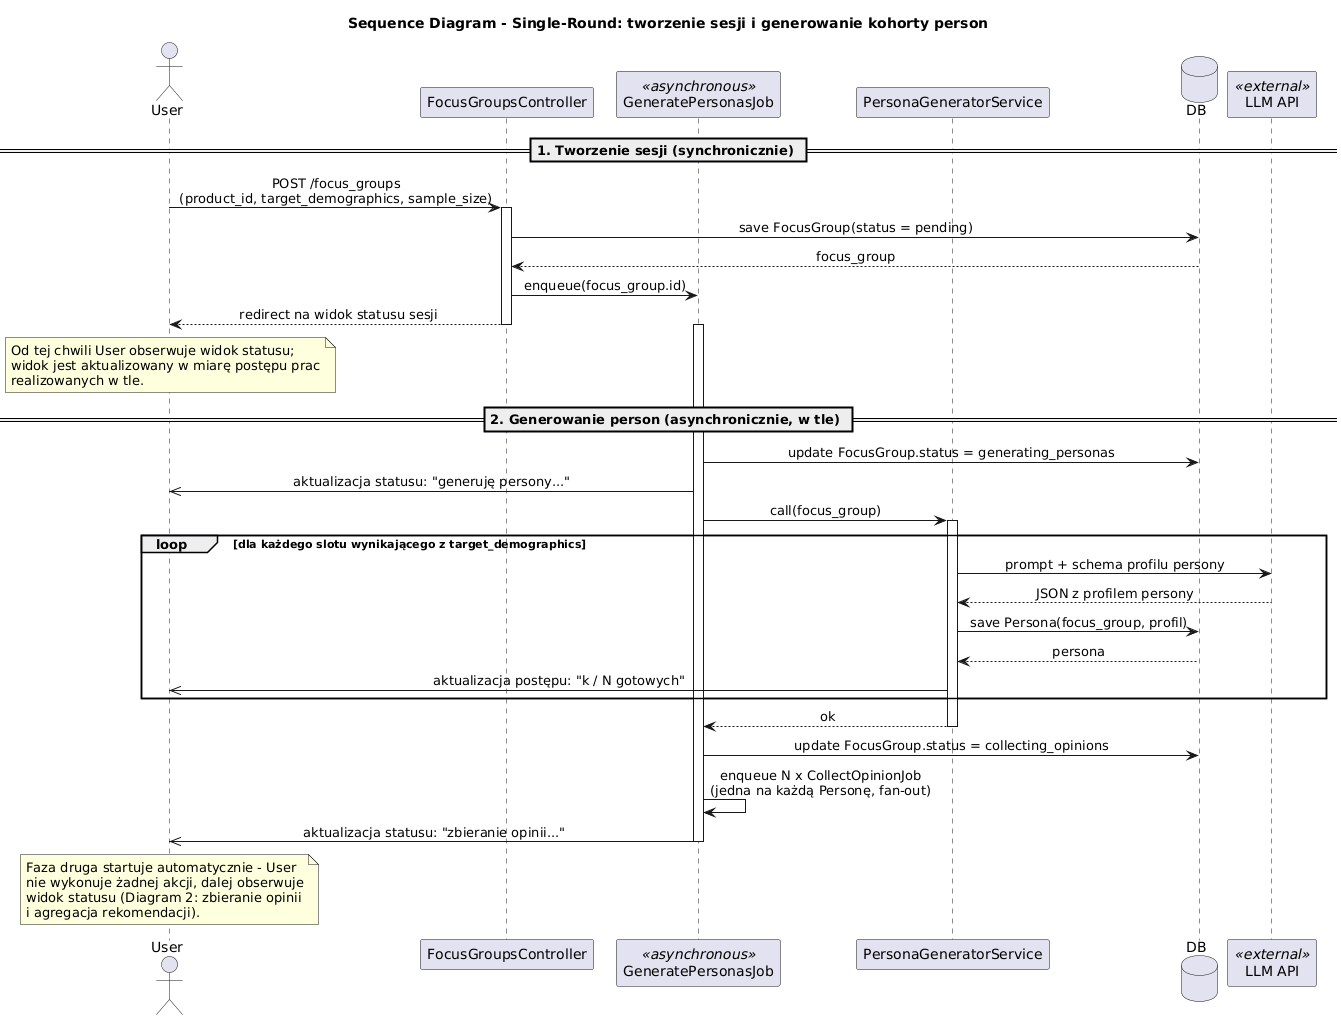 Sequence Diagram - Single-Round: tworzenie sesji i generowanie kohorty person
User
FocusGroupsController
«asynchronous»
GeneratePersonasJob
PersonaGeneratorService
DB
«external»
LLM API
1. Tworzenie sesji (synchronicznie)
POST /focus_groups
(product_id, target_demographics, sample_size)
save FocusGroup(status = pending)
focus_group
enqueue(focus_group.id)
redirect na widok statusu sesji
Od tej chwili User obserwuje widok statusu;
widok jest aktualizowany w miarę postępu prac
realizowanych w tle.
2. Generowanie person (asynchronicznie, w tle)
update FocusGroup.status = generating_personas
aktualizacja statusu: "generuję persony..."
call(focus_group)
loop [dla każdego slotu wynikającego z target_demographics]
prompt + schema profilu persony
JSON z profilem persony
save Persona(focus_group, profil)
persona
aktualizacja postępu: "k / N gotowych"
ok
update FocusGroup.status = collecting_opinions
enqueue N x CollectOpinionJob
(jedna na każdą Personę, fan-out)
aktualizacja statusu: "zbieranie opinii..."
Faza druga startuje automatycznie - User
nie wykonuje żadnej akcji, dalej obserwuje
widok statusu (Diagram 2: zbieranie opinii
i agregacja rekomendacji).
User
FocusGroupsController
«asynchronous»
GeneratePersonasJob
PersonaGeneratorService
DB
«external»
LLM API